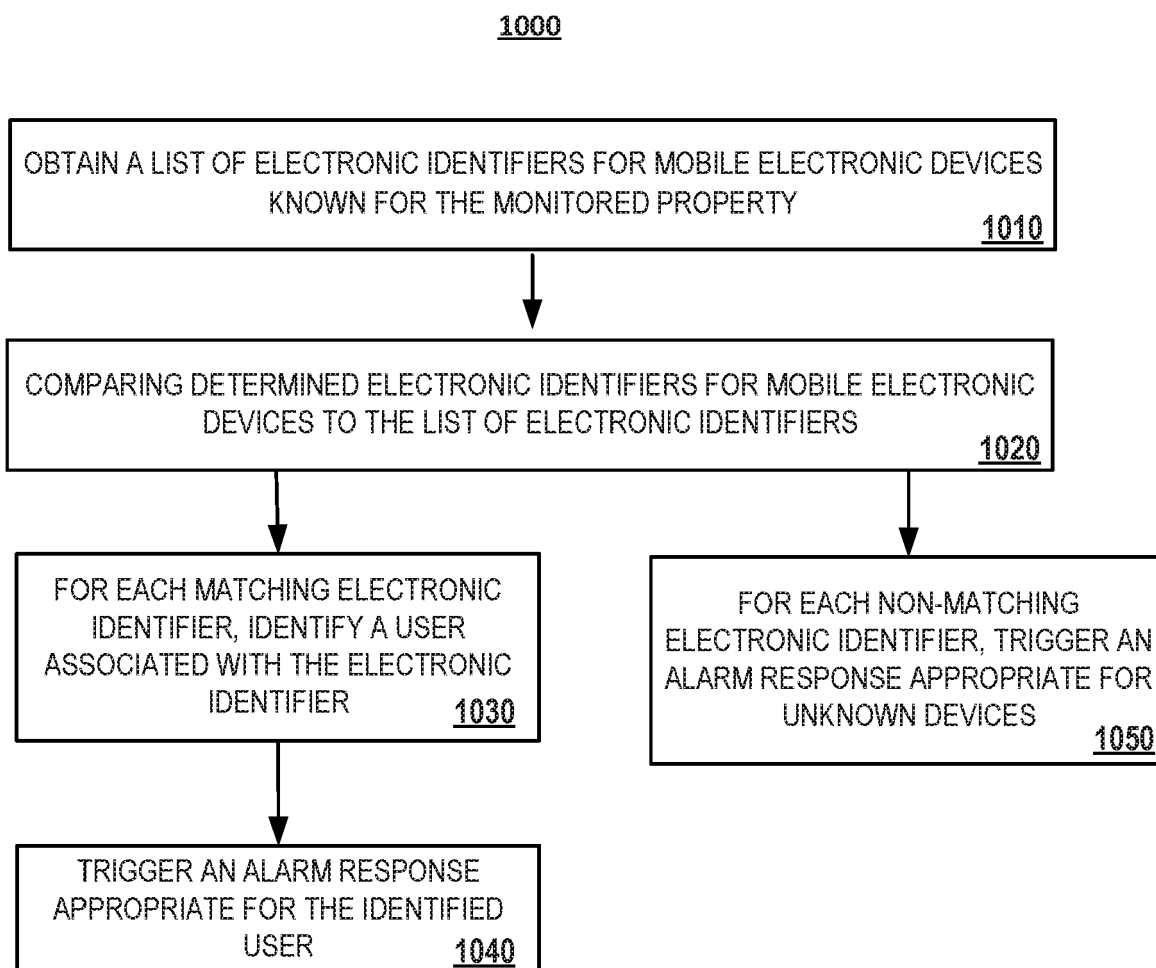 1000
OBTAIN A LIST OF ELECTRONIC IDENTIFIERS FOR MOBILE ELECTRONIC DEVICES
KNOWN FOR THE MONITORED PROPERTY
1010
COMPARING DETERMINED ELECTRONIC IDENTIFIERS FOR MOBILE ELECTRONIC
DEVICES TO THE LIST OF ELECTRONIC IDENTIFIERS
1020
FOR EACH MATCHING ELECTRONIC
IDENTIFIER, IDENTIFY A USER
ASSOCIATED WITH THE ELECTRONIC
IDENTIFIER
1030
FOR EACH NON-MATCHING
ELECTRONIC IDENTIFIER, TRIGGER AN
ALARM RESPONSE APPROPRIATE FOR
UNKNOWN DEVICES
1050
TRIGGER AN ALARM RESPONSE
APPROPRIATE FOR THE IDENTIFIED
USER
1040